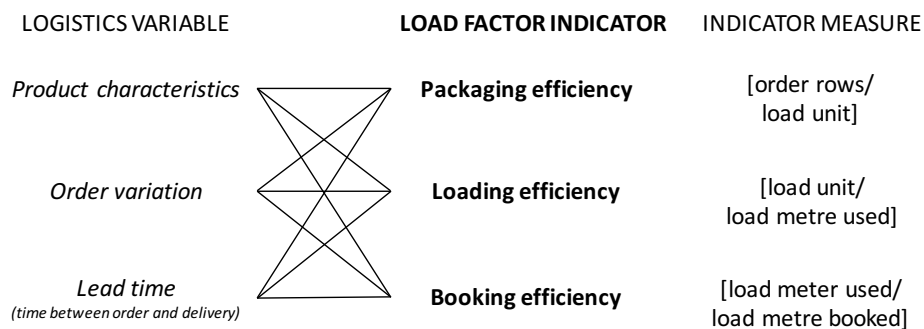 LOGISTICS VARIABLE LOAD FACTOR INDICATOR INDICATOR MEASURE
Product characteristics Packaging efficiency [order rows/
load unit]
Order variation Loading efficiency [load unit/
load metre used]
Lead time Booking efficiency [load meter used/
(time between order and delivery) load metre booked]